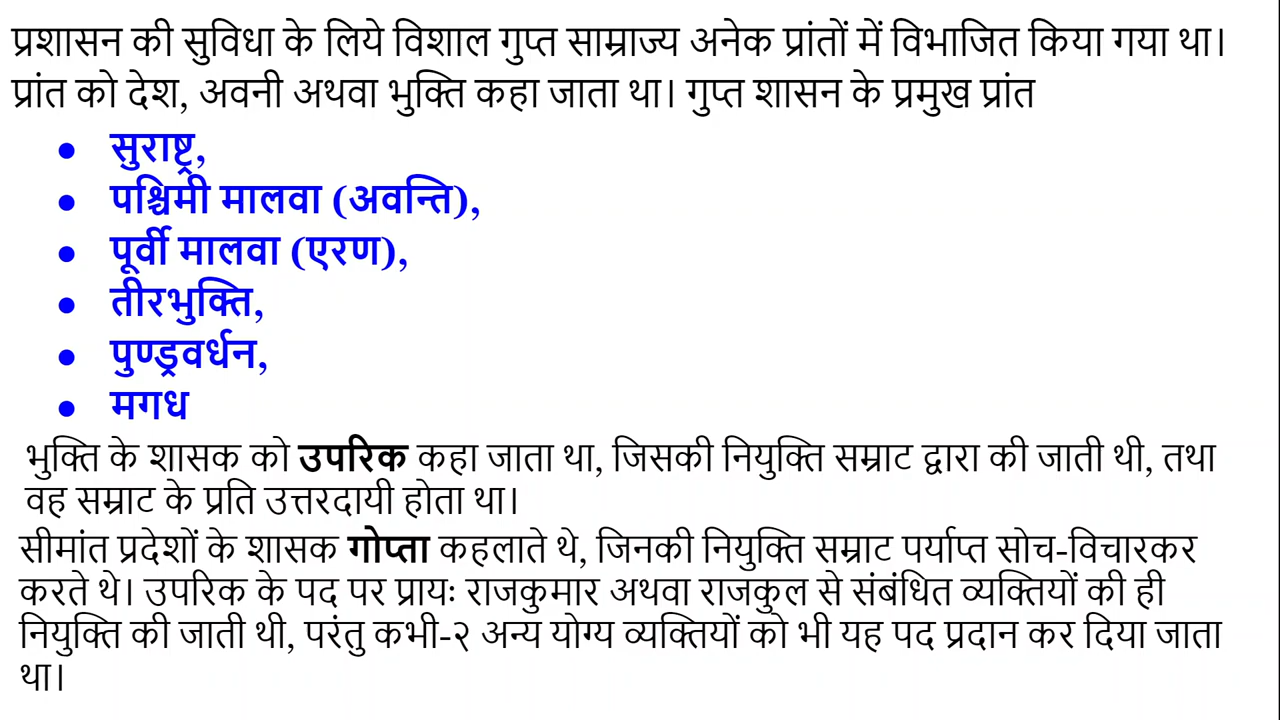 प्रशासन की सुविधा के लिये विशाल गुप्त साम्राज्य अनेक प्रांतों में विभाजित किया गया था।
प्रांत को देश, अवनी अथवा भुक्ति कहा जाता था। गुप्त शासन के प्रमुख प्रांत
● सुराष्ट्र,
● पश्चिमी मालवा (अवन्ति),
● पूर्वी मालवा (एरण),
● तीरभुक्ति,
● पुण्ड्रवर्धन,
● मगध
भुक्ति के शासक को उपरिक कहा जाता था, जिसकी नियुक्ति सम्राट द्वारा की जाती थी, तथा
वह सम्राट के प्रति उत्तरदायी होता था।
सीमांत प्रदेशों के शासक गोप्ता कहलाते थे, जिनकी नियुक्ति सम्राट पर्याप्त सोच-विचारकर
करते थे। उपरिक के पद पर प्रायः राजकुमार अथवा राजकुल से संबंधित व्यक्तियों की ही
नियुक्ति की जाती थी, परंतु कभी-२ अन्य योग्य व्यक्तियों को भी यह पद प्रदान कर दिया जाता
था।